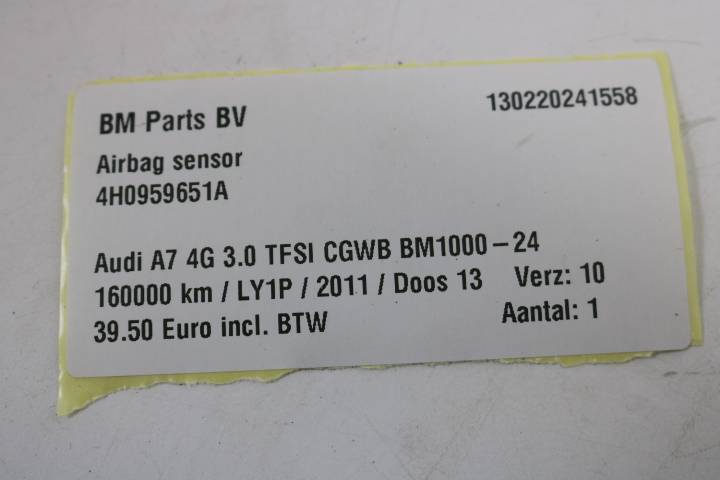 BM Parts BV 130220241558
Airbag sensor
4H0959651A
Audi A7 4G 3.0 TFSI CGWB BM1000-24
160000 km / LY1P / 2011 / Doos 13 Verz: 10
39.50 Euro incl. BTW Aantal: 1